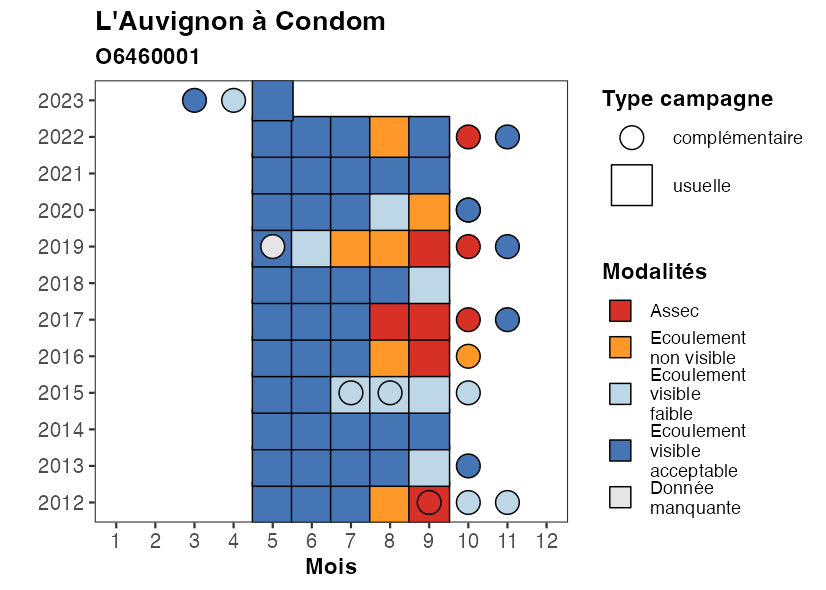 L'Auvignon à Condom
O6460001
2023
2022
2021
2020
2019
2018
2017
2016
2015
2014
2013
2012
1 2 3 4 5 6 7 8 9 10 11 12
Mois
Type campagne
complémentaire
usuelle
Modalités
Assec
Ecoulement
non visible
Ecoulement
visible
faible
Ecoulement
visible
acceptable
Donnée
manquante